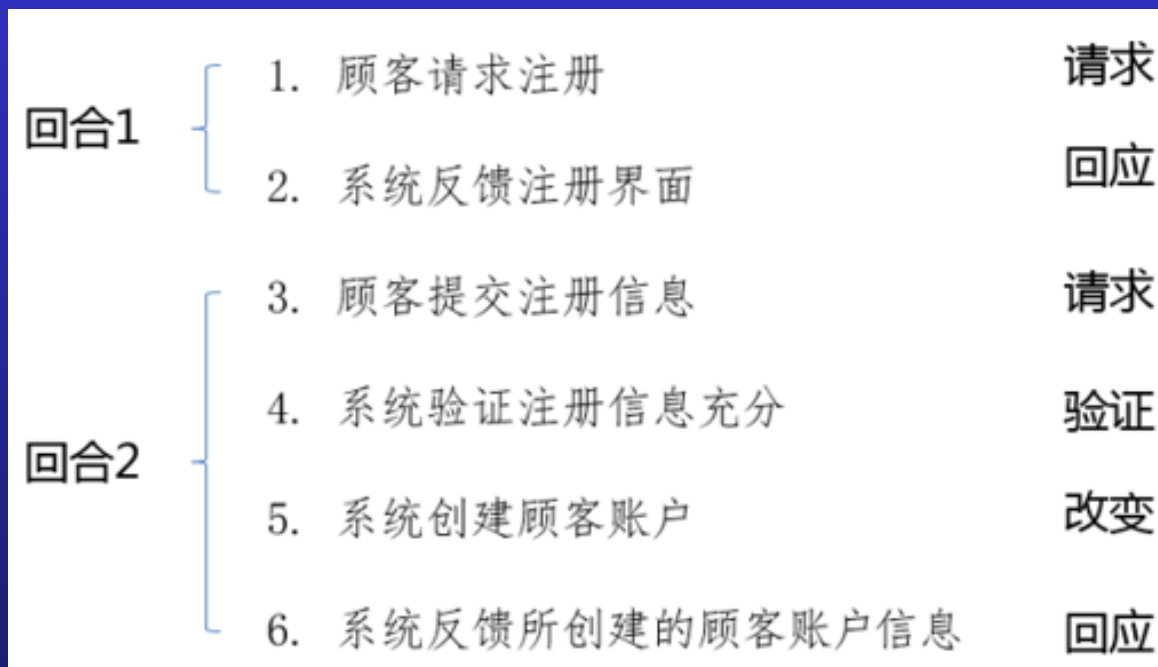 1. 顾客请求注册 请求
回合1
2. 系统反馈注册界面 回应
3. 顾客提交注册信息 请求
4. 系统验证注册信息充分 验证
回合2
5. 系统创建顾客账户 改变
6. 系统反馈所创建的顾客账户信息 回应